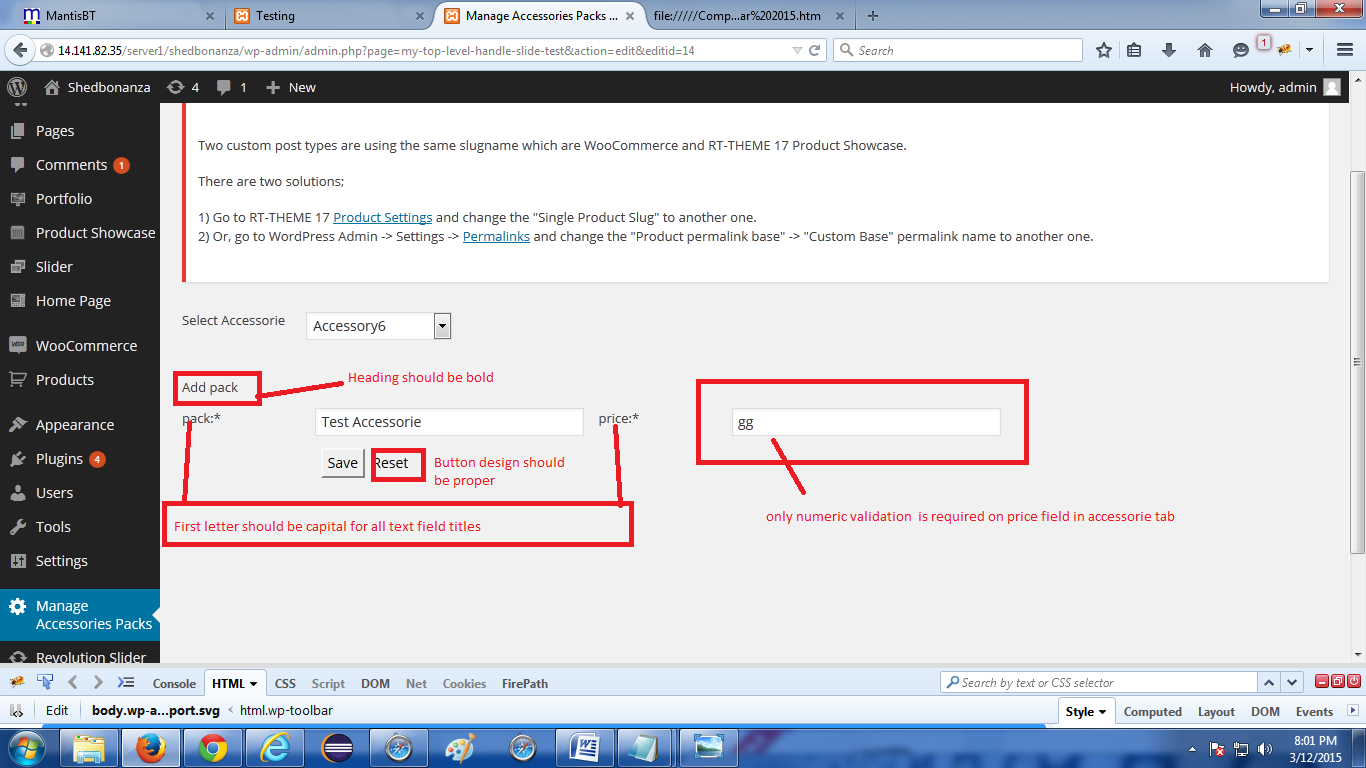 MantisBT
Testing
Manage Accessories Packs ...
file://///Comp...ar%202015.htm
14.141.82.35/server1/shedbonanza/wp-admin/admin.php?page=my-top-level-handle-slide-test&action=edit&editid=14
Search
1
Shedbonanza
4
1
New
Howdy, admin
Pages
Comments 1
Portfolio
Product Showcase
Slider
Home Page
WooCommerce
Products
Appearance
Plugins 4
Users
Tools
Settings
Manage
Accessories Packs
Revolution Slider
Two custom post types are using the same slugname which are WooCommerce and RT-THEME 17 Product Showcase.
There are two solutions;
1) Go to RT-THEME 17 Product Settings and change the "Single Product Slug" to another one.
2) Or, go to WordPress Admin -> Settings -> Permalinks and change the "Product permalink base" -> "Custom Base" permalink name to another one.
Select Accessorie
Accessory6
Add pack
Heading should be bold
pack:*
Test Accessorie
price:*
gg
Save
Reset
Button design should
be proper
First letter should be capital for all text field titles
only numeric validation is required on price field in accessorie tab
Console
HTML
CSS
Script
DOM
Net
Cookies
FirePath
Search by text or CSS selector
Edit
body.wp-a...port.svg < html.wp-toolbar
Style
Computed
Layout
DOM
Events
8:01 PM
3/12/2015